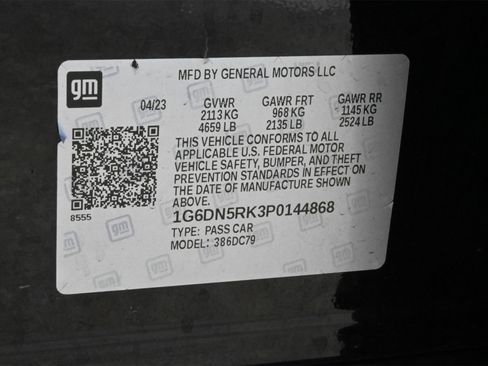 gm
MFD BY GENERAL MOTORS LLC
04/23 GVWR GAWR FRT GAWR RR
2113 KG 968 KG 1145 KG
4659 LB 2135 LB 2524 LB
THIS VEHICLE CONFORMS TO ALL
APPLICABLE U.S. FEDERAL MOTOR
VEHICLE SAFETY, BUMPER, AND THEFT
PREVENTION STANDARDS IN EFFECT ON
THE DATE OF MANUFACTURE SHOWN
ABOVE.
8555
1G6DN5RK3P0144868
TYPE: PASS CAR
MODEL: 386DC79